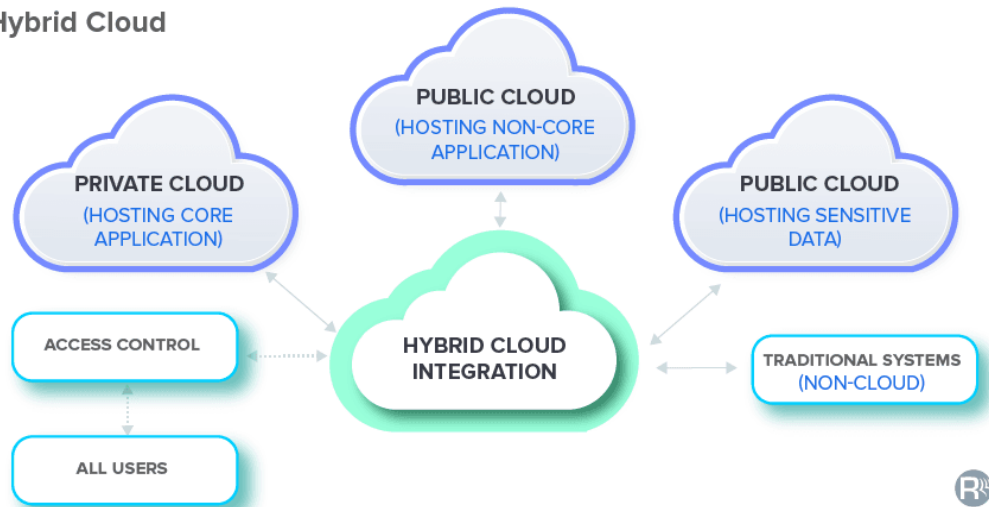 Hybrid Cloud
PUBLIC CLOUD
(HOSTING NON-CORE
APPLICATION)
PRIVATE CLOUD
(HOSTING CORE
APPLICATION)
PUBLIC CLOUD
(HOSTING SENSITIVE
DATA)
HYBRID CLOUD
INTEGRATION
ACCESS CONTROL
TRADITIONAL SYSTEMS
(NON-CLOUD)
ALL USERS
R